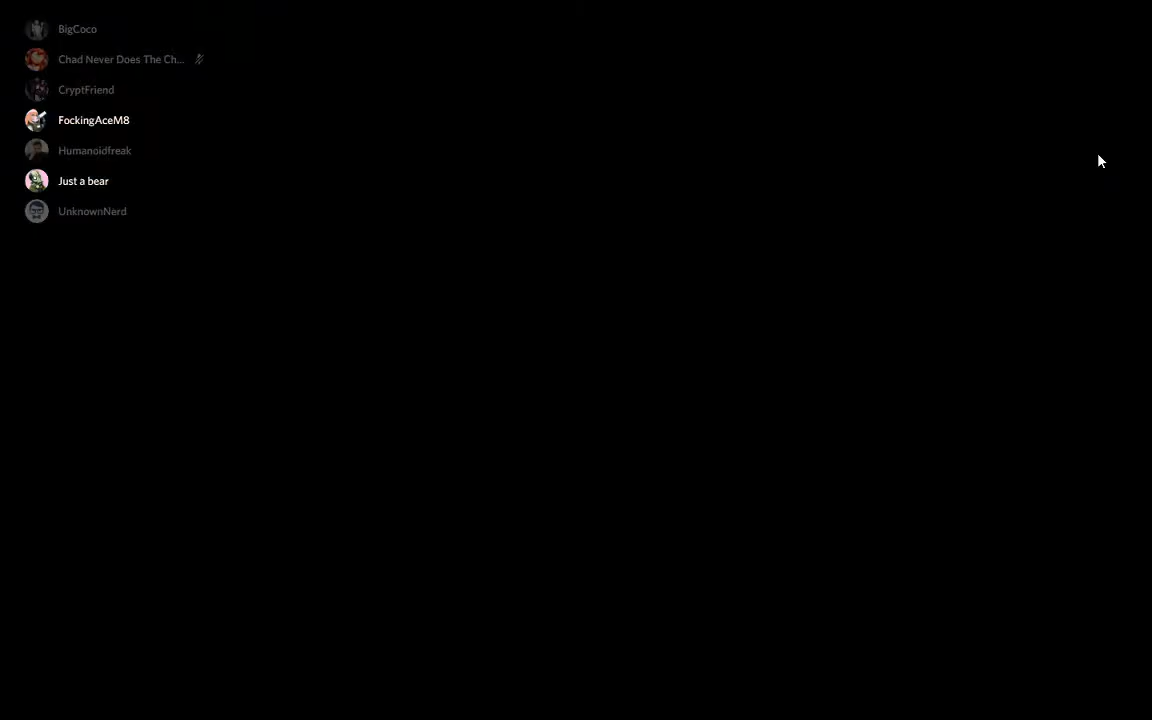 BigCoco
Chad Never Does The Ch...
CryptFriend
FockingAceM8
Humanoidfreak
Just a bear
UnknownNerd